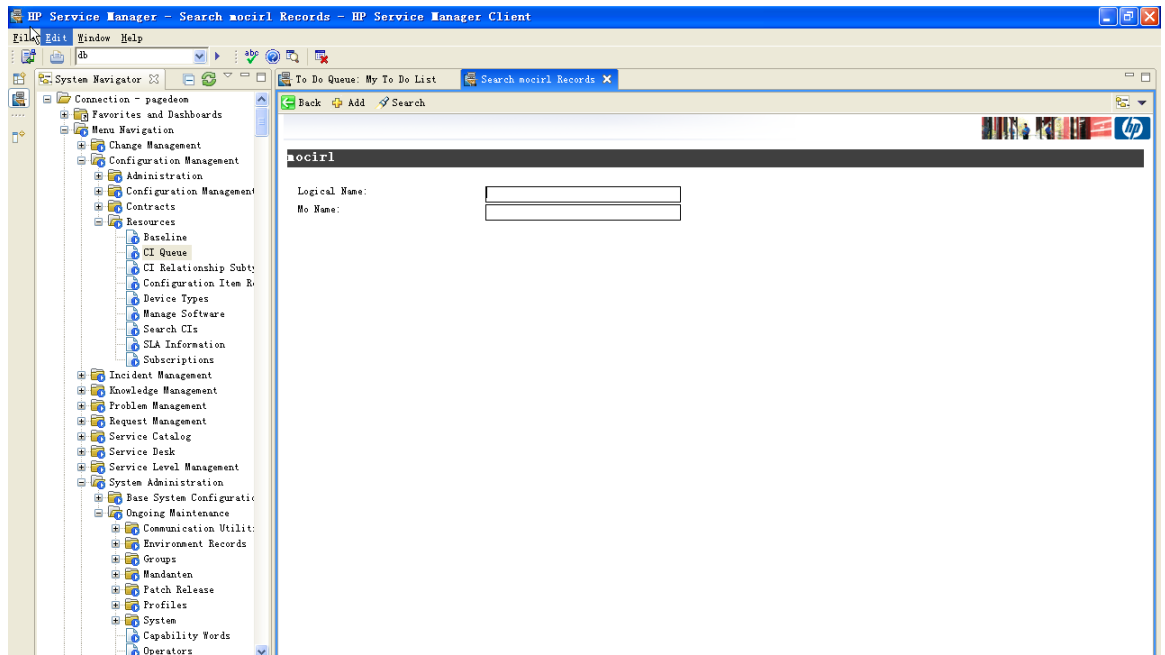 HP Service Manager - Search mocirl Records - HP Service Manager Client
File Edit Window Help
db
System Navigator
To Do Queue: My To Do List
Search mocirl Records
Connection - pagedeom
Favorites and Dashboards
Menu Navigation
Change Management
Configuration Management
Administration
Configuration Management
Contracts
Resources
Baseline
CI Queue
CI Relationship Subty
Configuration Item Re
Device Types
Manage Software
Search CIs
SLA Information
Subscriptions
Incident Management
Knowledge Management
Problem Management
Request Management
Service Catalog
Service Desk
Service Level Management
System Administration
Base System Configuratio
Ongoing Maintenance
Communication Utiliti
Environment Records
Groups
Mandanten
Patch Release
Profiles
System
Capability Words
Operators
Back Add Search
hp
mocirl
Logical Name:
Mo Name: